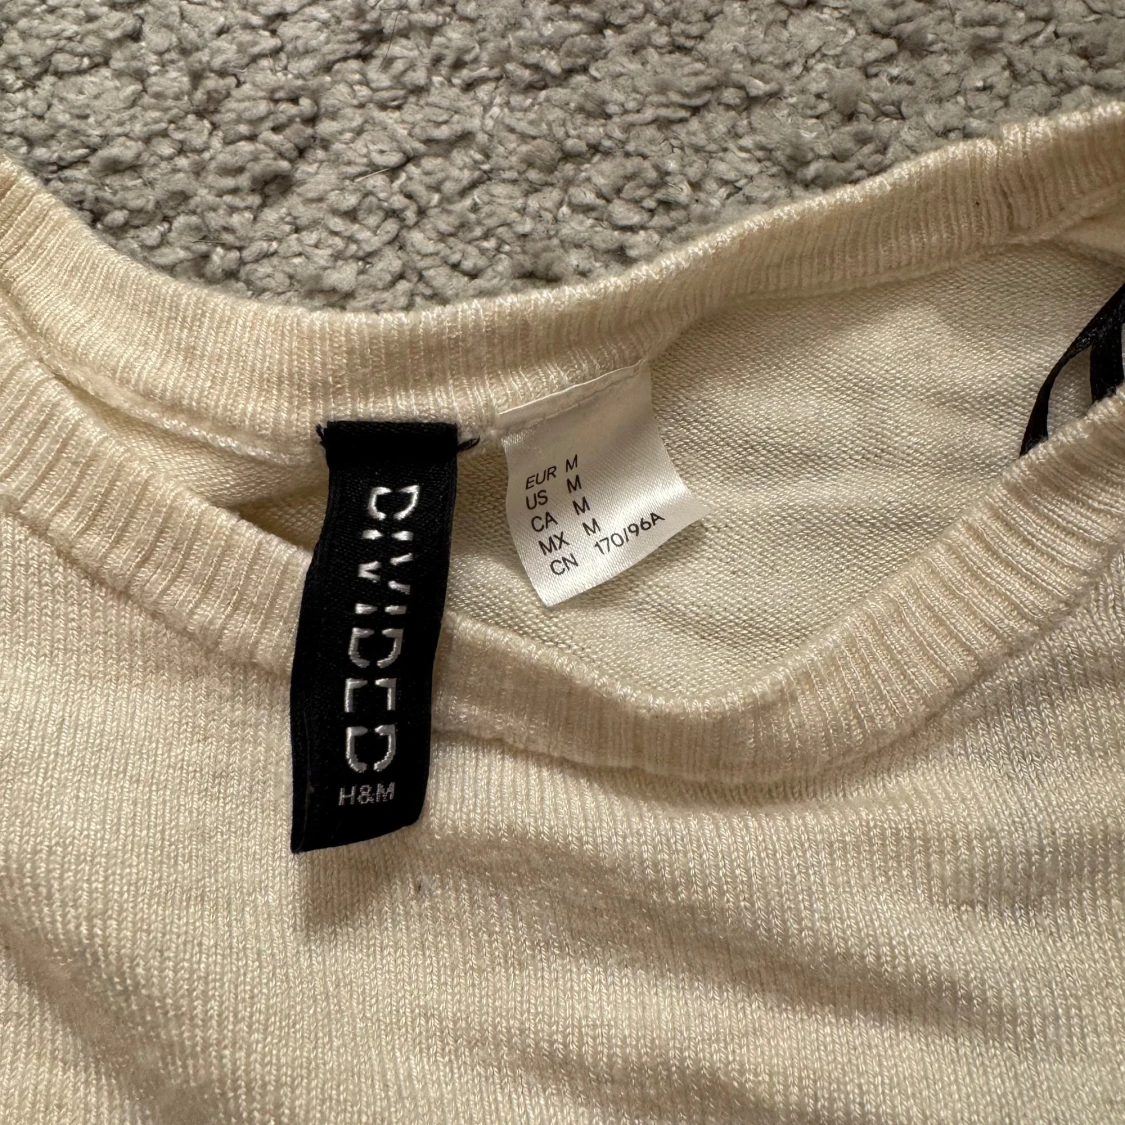 DIVIDED
H&M
EUR M
US M
CA M
MX M
CN 170/96A